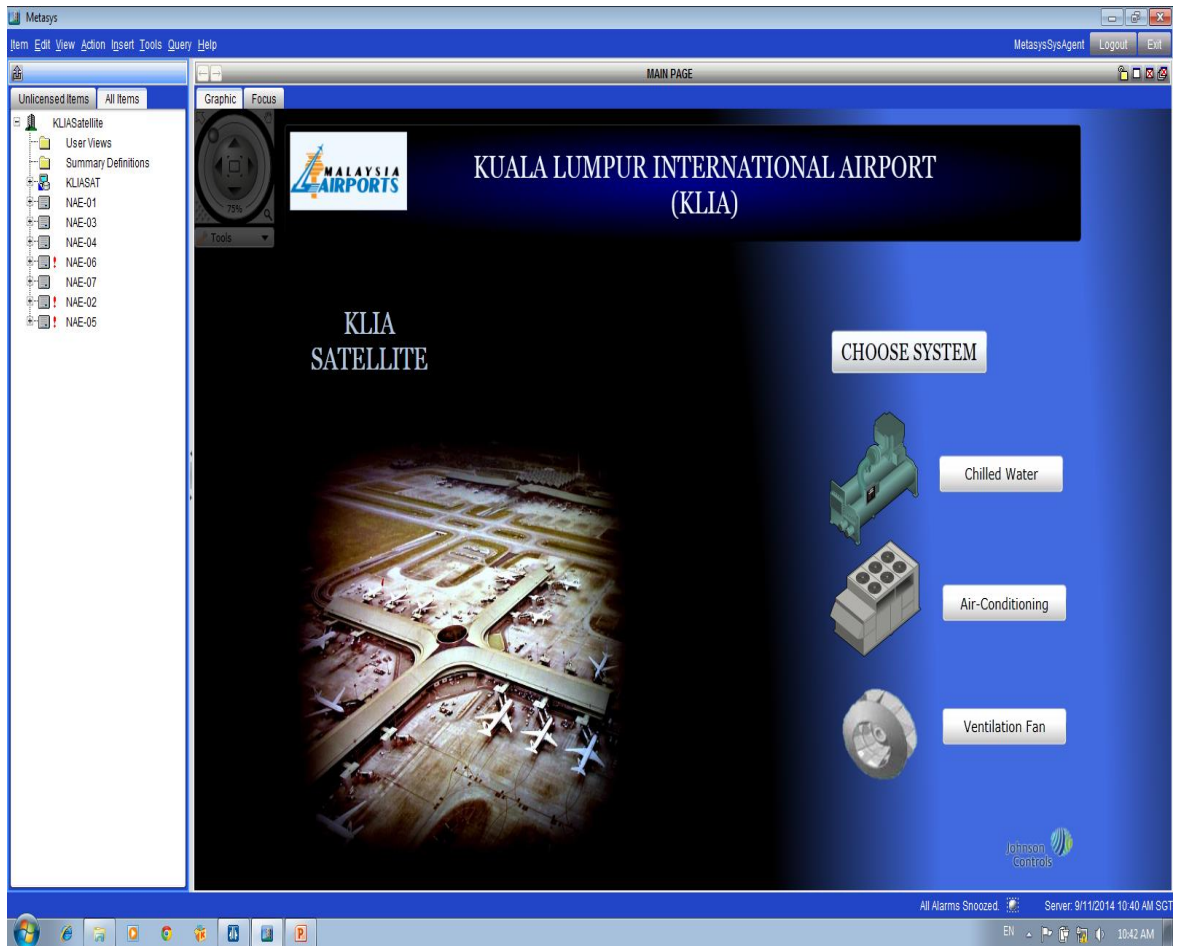 Metasys
Item Edit View Action Insert Tools Query Help
MetasysSysAgent Logout Exit
MAIN PAGE
Unlicensed Items All Items
Graphic Focus
KLIASatellite
User Views
Summary Definitions
KLIASAT
NAE-01
NAE-03
NAE-04
! NAE-06
NAE-07
! NAE-02
! NAE-05
75%
Tools
MALAYSIA
AIRPORTS
KUALA LUMPUR INTERNATIONAL AIRPORT
(KLIA)
KLIA
SATELLITE
CHOOSE SYSTEM
Chilled Water
Air-Conditioning
Ventilation Fan
Johnson
Controls
All Alarms Snoozed. Server: 9/11/2014 10:40 AM SGT
EN 10:42 AM